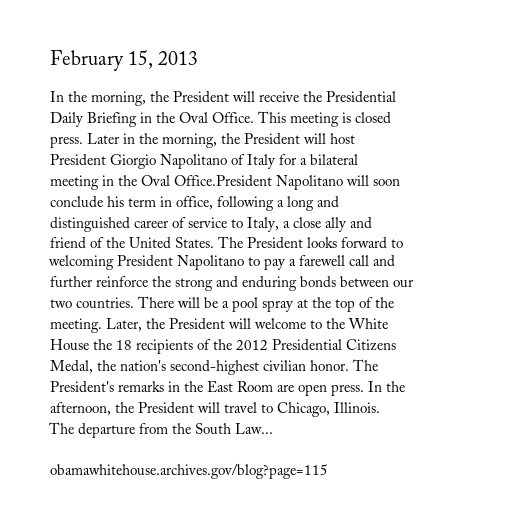 February 15, 2013
In the morning, the President will receive the Presidential
Daily Briefing in the Oval Office. This meeting is closed
press. Later in the morning, the President will host
President Giorgio Napolitano of Italy for a bilateral
meeting in the Oval Office.President Napolitano will soon
conclude his term in office, following a long and
distinguished career of service to Italy, a close ally and
friend of the United States. The President looks forward to
welcoming President Napolitano to pay a farewell call and
further reinforce the strong and enduring bonds between our
two countries. There will be a pool spray at the top of the
meeting. Later, the President will welcome to the White
House the 18 recipients of the 2012 Presidential Citizens
Medal, the nation's second-highest civilian honor. The
President's remarks in the East Room are open press. In the
afternoon, the President will travel to Chicago, Illinois.
The departure from the South Law...
obamawhitehouse.archives.gov/blog?page=115